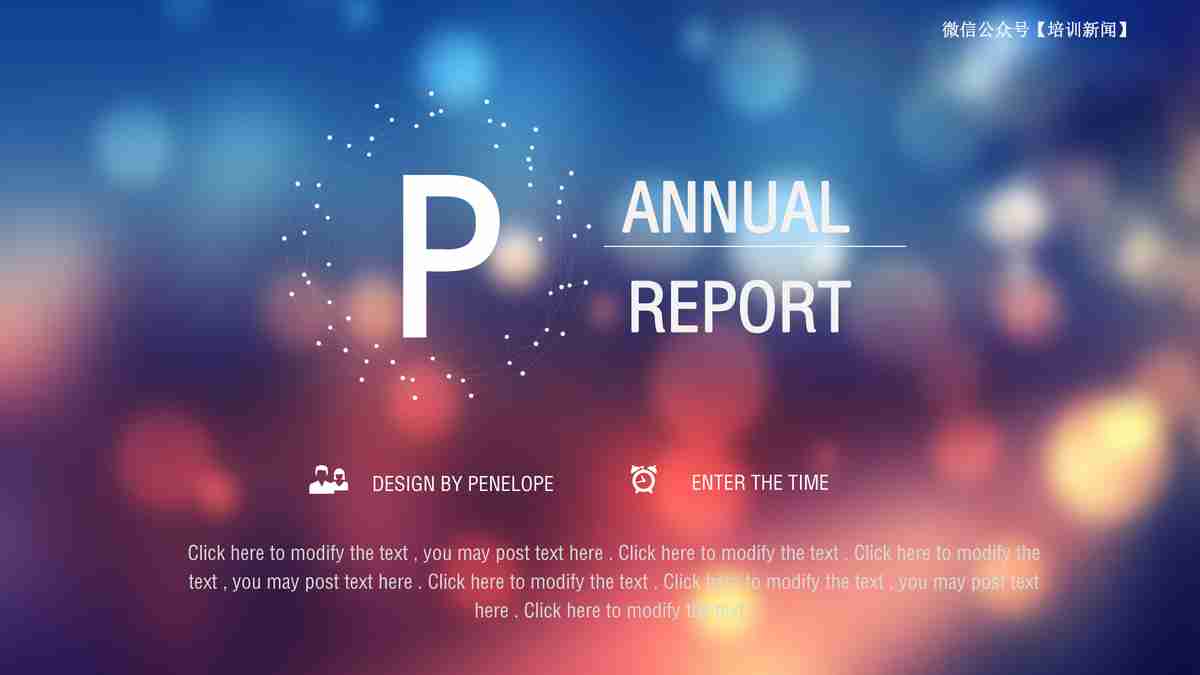 微信公众号【培训新闻】
P
ANNUAL
REPORT
DESIGN BY PENELOPE
ENTER THE TIME
Click here to modify the text , you may post text here . Click here to modify the text . Click here to modify the
text , you may post text here . Click here to modify the text . Click here to modify the text , you may post text
here . Click here to modify the text .